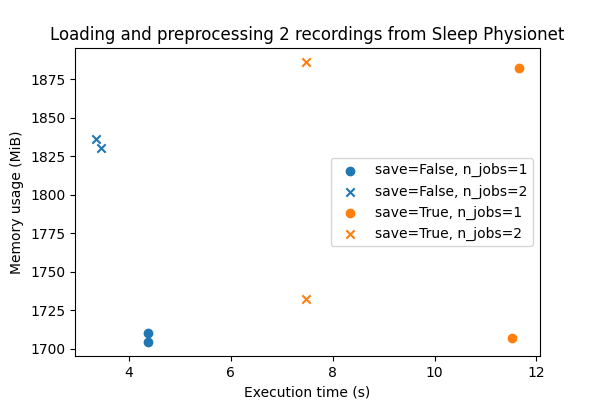 Loading and preprocessing 2 recordings from Sleep Physionet
Memory usage (MiB)
1875
1850
1825
1800
1775
1750
1725
1700
save=False, n_jobs=1
save=False, n_jobs=2
save=True, n_jobs=1
save=True, n_jobs=2
4 6 8 10 12
Execution time (s)